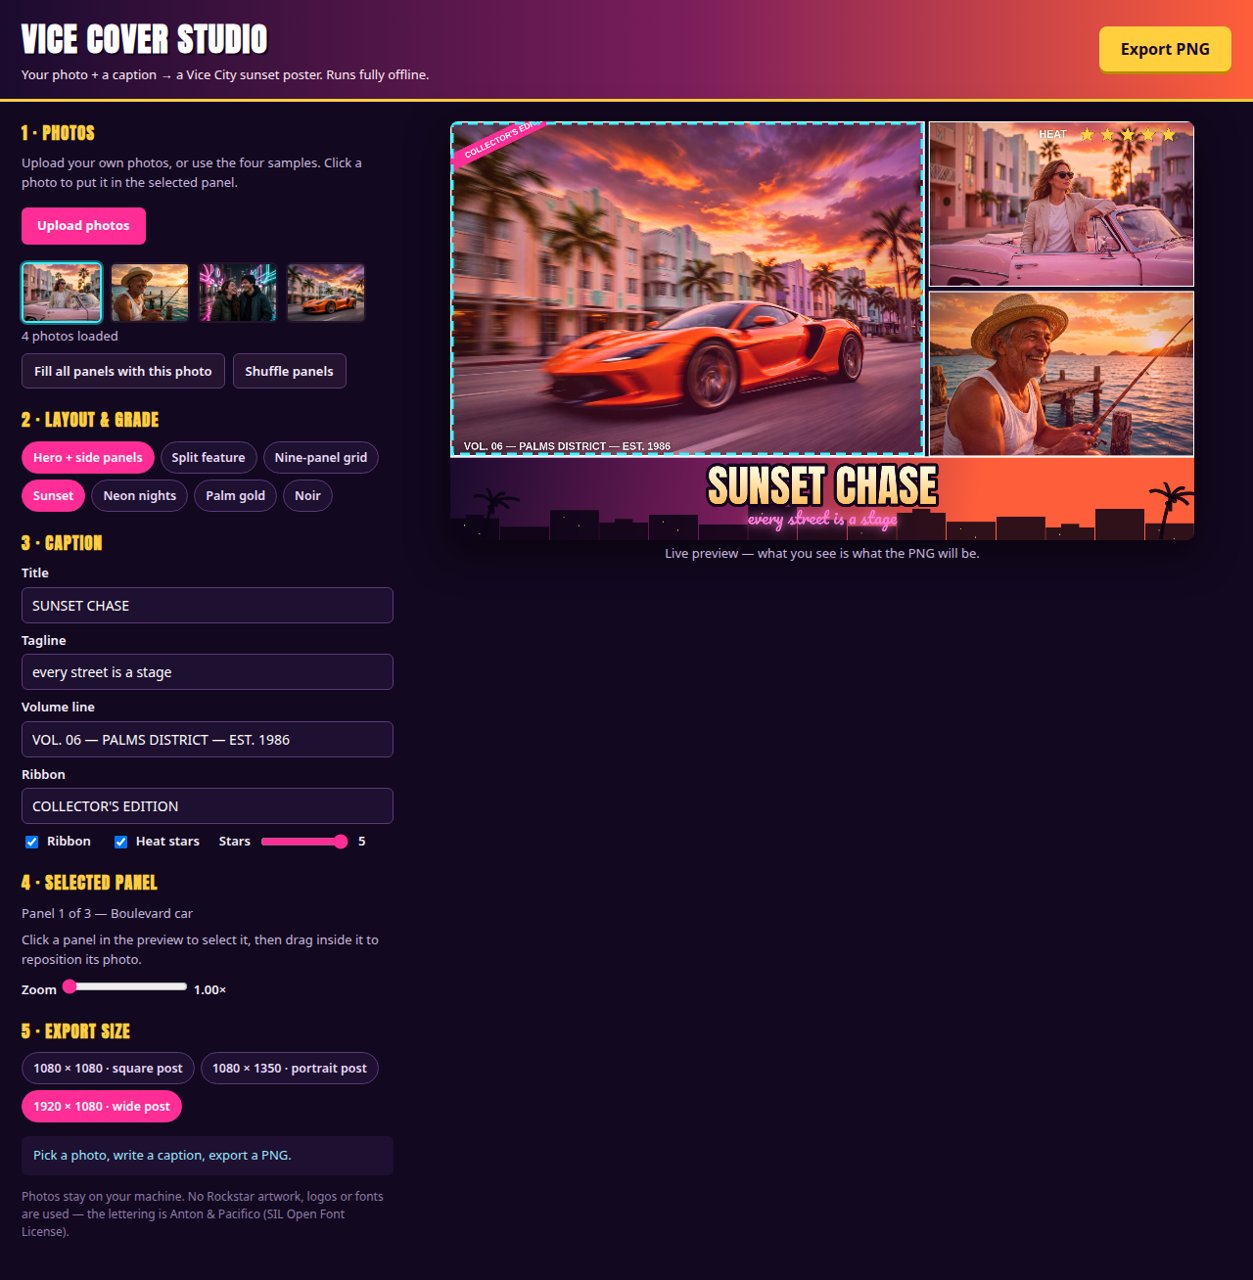 VICE COVER STUDIO
Your photo + a caption → a Vice City sunset poster. Runs fully offline.
Export PNG
1 · PHOTOS
Upload your own photos, or use the four samples. Click a
photo to put it in the selected panel.
Upload photos
4 photos loaded
Fill all panels with this photo
Shuffle panels
2 · LAYOUT & GRADE
Hero + side panels
Split feature
Nine-panel grid
Sunset
Neon nights
Palm gold
Noir
3 · CAPTION
Title
SUNSET CHASE
Tagline
every street is a stage
Volume line
VOL. 06 — PALMS DISTRICT — EST. 1986
Ribbon
COLLECTOR'S EDITION
Ribbon
Heat stars
Stars
5
4 · SELECTED PANEL
Panel 1 of 3 — Boulevard car
Click a panel in the preview to select it, then drag inside it to
reposition its photo.
Zoom
1.00×
5 · EXPORT SIZE
1080 × 1080 · square post
1080 × 1350 · portrait post
1920 × 1080 · wide post
Pick a photo, write a caption, export a PNG.
Photos stay on your machine. No Rockstar artwork, logos or fonts
are used — the lettering is Anton & Pacifico (SIL Open Font
License).
COLLECTOR'S EDI
HEAT
VOL. 06 — PALMS DISTRICT — EST. 1986
SUNSET CHASE
every street is a stage
Live preview — what you see is what the PNG will be.